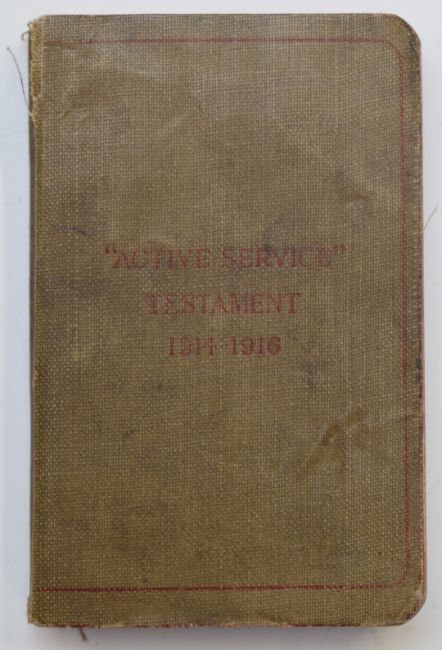 "ACTIVE SERVICE"
TESTAMENT
1914-1916